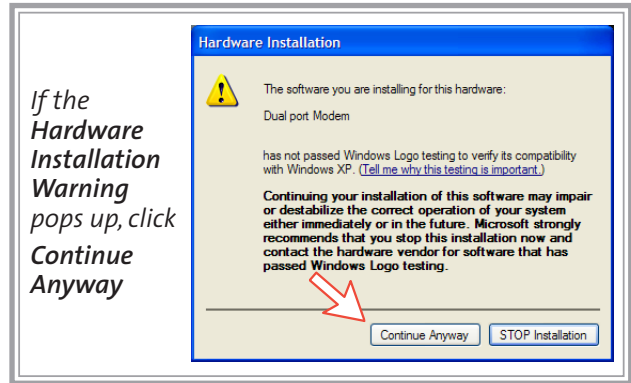 If the
Hardware
Installation
Warning
pops up, click
Continue
Anyway
Hardware Installation
The software you are installing for this hardware:
Dual port Modem
has not passed Windows Logo testing to verify its compatibility
with Windows XP. (Tell me why this testing is important.)
Continuing your installation of this software may impair
or destabilize the correct operation of your system
either immediately or in the future. Microsoft strongly
recommends that you stop this installation now and
contact the hardware vendor for software that has
passed Windows Logo testing.
Continue Anyway
STOP Installation